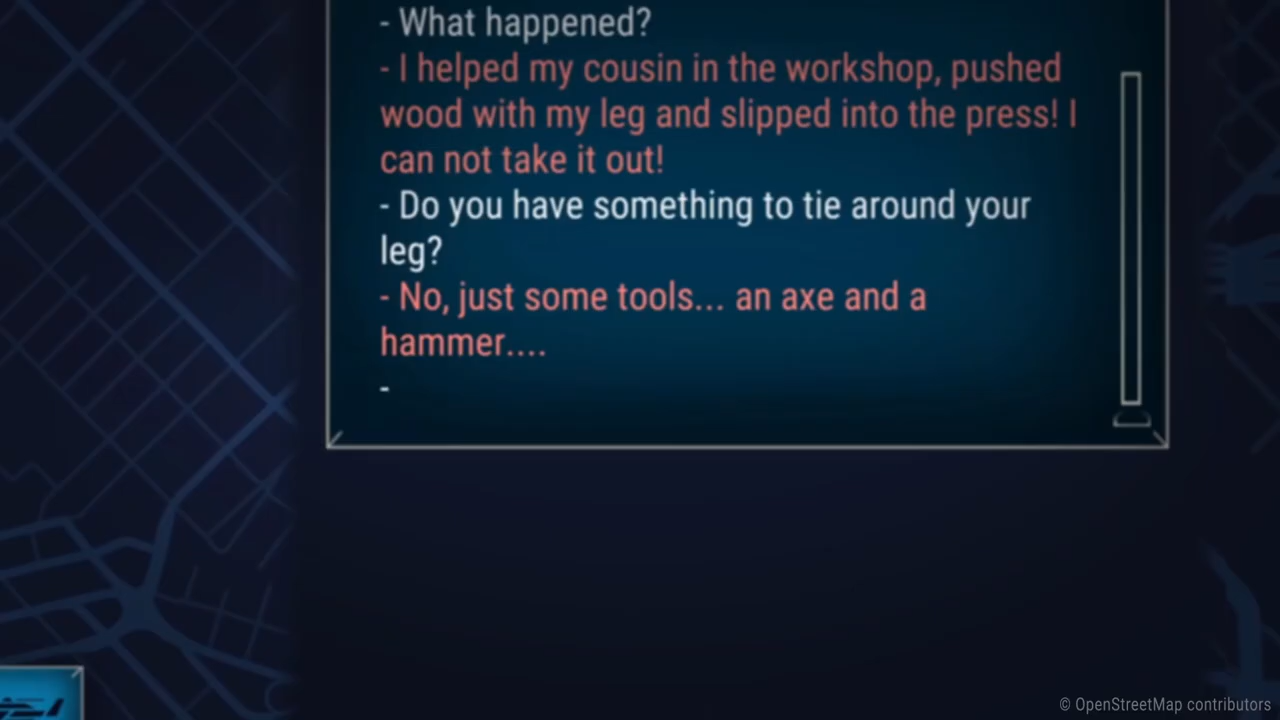 - What happened?
- I helped my cousin in the workshop, pushed
wood with my leg and slipped into the press! I
can not take it out!
- Do you have something to tie around your
leg?
- No, just some tools... an axe and a
hammer....
-
© OpenStreetMap contributors